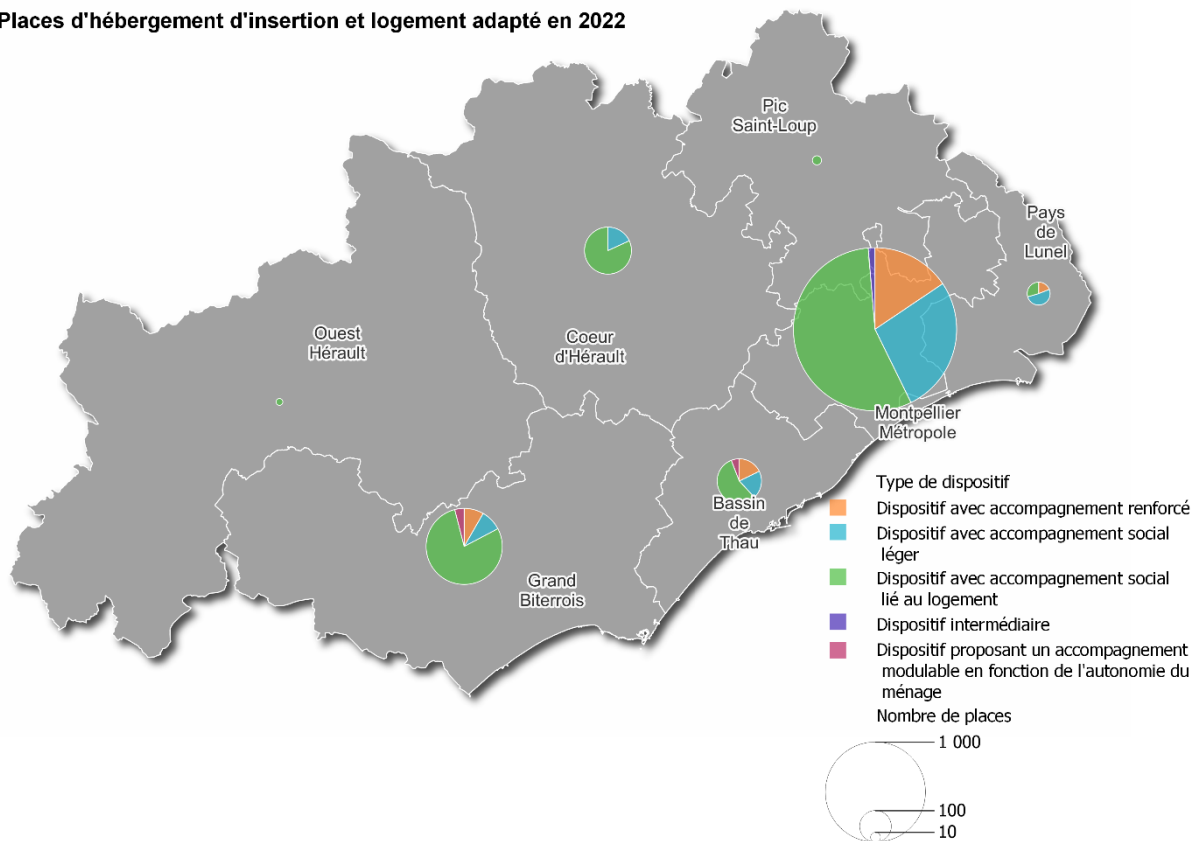 Places d'hébergement d'insertion et logement adapté en 2022
Pic
Saint-Loup
Pays
de
Lunel
Ouest
Hérault
Coeur
d'Hérault
Montpellier
Métropole
Bassin
de
Thau
Grand
Biterrois
Type de dispositif
Dispositif avec accompagnement renforcé
Dispositif avec accompagnement social
léger
Dispositif avec accompagnement social
lié au logement
Dispositif intermédiaire
Dispositif proposant un accompagnement
modulable en fonction de l'autonomie du
ménage
Nombre de places
1 000
100
10